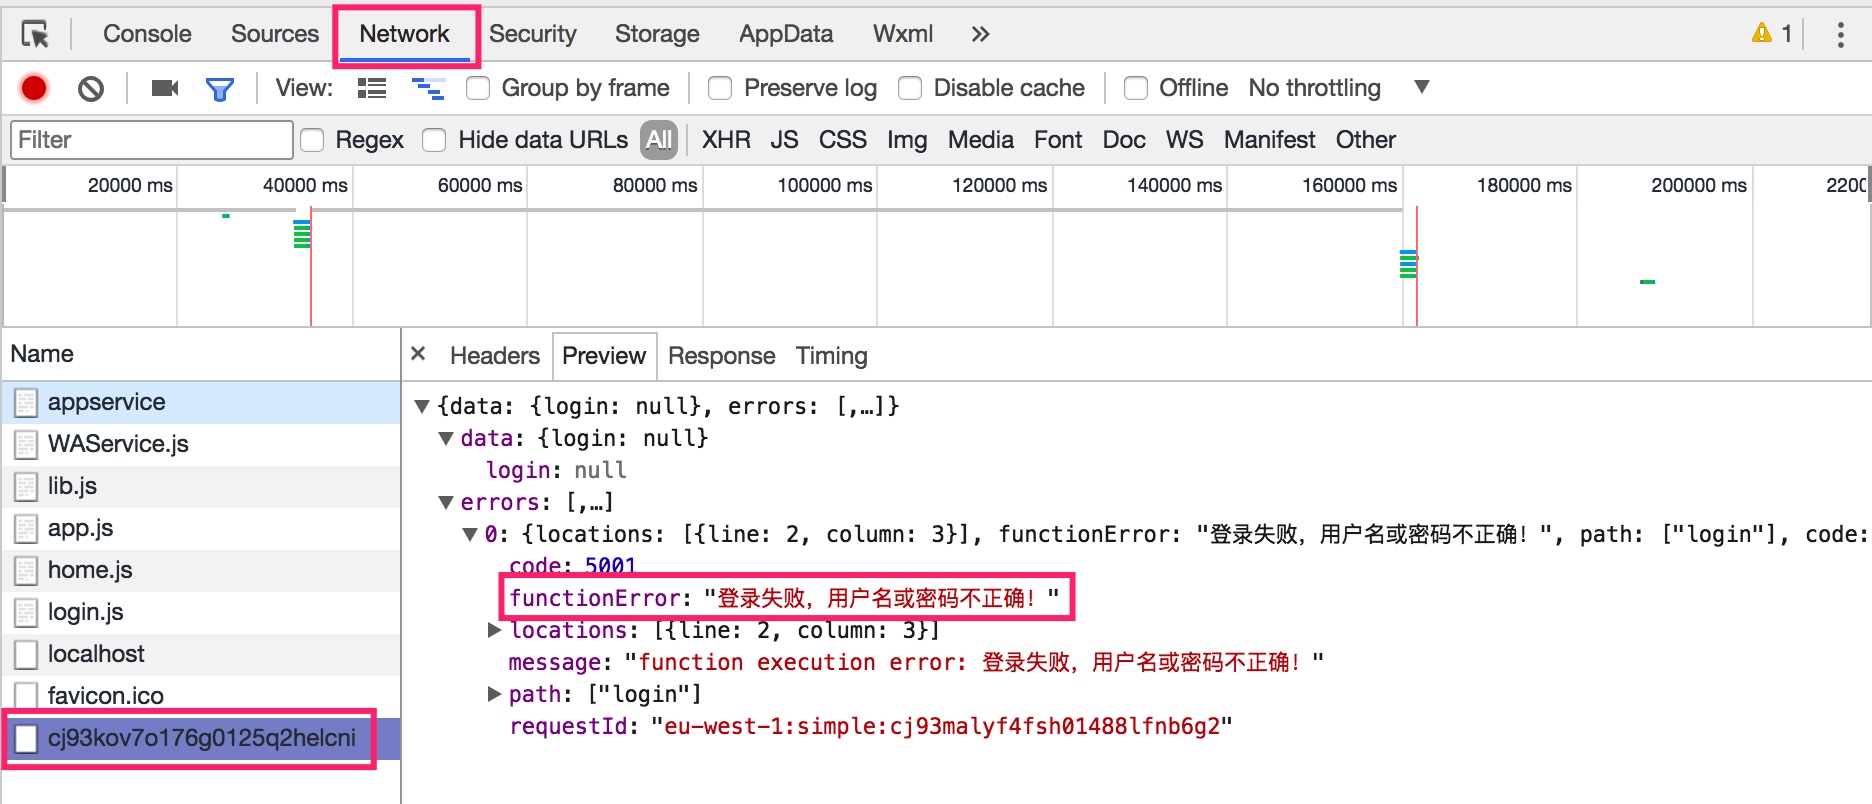 Console Sources Network Security Storage AppData Wxml » 1
View: Group by frame Preserve log Disable cache Offline No throttling ▼
Filter Regex Hide data URLs All XHR JS CSS Img Media Font Doc WS Manifest Other
20000 ms 40000 ms 60000 ms 80000 ms 100000 ms 120000 ms 140000 ms 160000 ms 180000 ms 200000 ms 2200
Name
appservice
WAService.js
lib.js
app.js
home.js
login.js
localhost
favicon.ico
cj93kov7o176g0125q2helcni
× Headers Preview Response Timing
▼{data: {login: null}, errors: [,…]}
▼data: {login: null}
login: null
▼errors: [,…]
▼0: {locations: [{line: 2, column: 3}], functionError: "登录失败，用户名或密码不正确！", path: ["login"], code:
code: 5001
functionError: "登录失败，用户名或密码不正确！"
▶locations: [{line: 2, column: 3}]
message: "function execution error: 登录失败，用户名或密码不正确！"
▶path: ["login"]
requestId: "eu-west-1:simple:cj93malyf4fsh01488lfnb6g2"